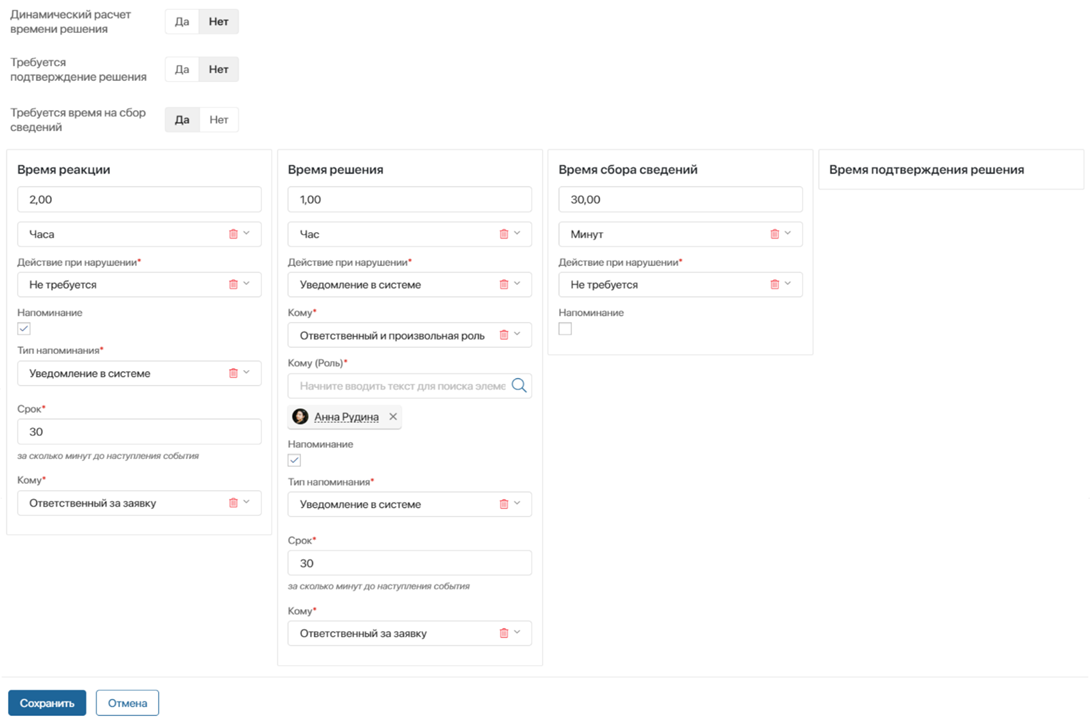 Динамический расчет
времени решения
Да Нет
Требуется
подтверждение решения
Да Нет
Требуется время на сбор
сведений
Да Нет
Время реакции
2,00
Часа
Действие при нарушении*
Не требуется
Напоминание
Тип напоминания*
Уведомление в системе
Срок*
30
за сколько минут до наступления события
Кому*
Ответственный за заявку
Время решения
1,00
Час
Действие при нарушении*
Уведомление в системе
Кому*
Ответственный и произвольная роль
Кому (Роль)*
Начните вводить текст для поиска элеме
Анна Рудина
Напоминание
Тип напоминания*
Уведомление в системе
Срок*
30
за сколько минут до наступления события
Кому*
Ответственный за заявку
Время сбора сведений
30,00
Минут
Действие при нарушении*
Не требуется
Напоминание
Время подтверждения решения
Сохранить
Отмена